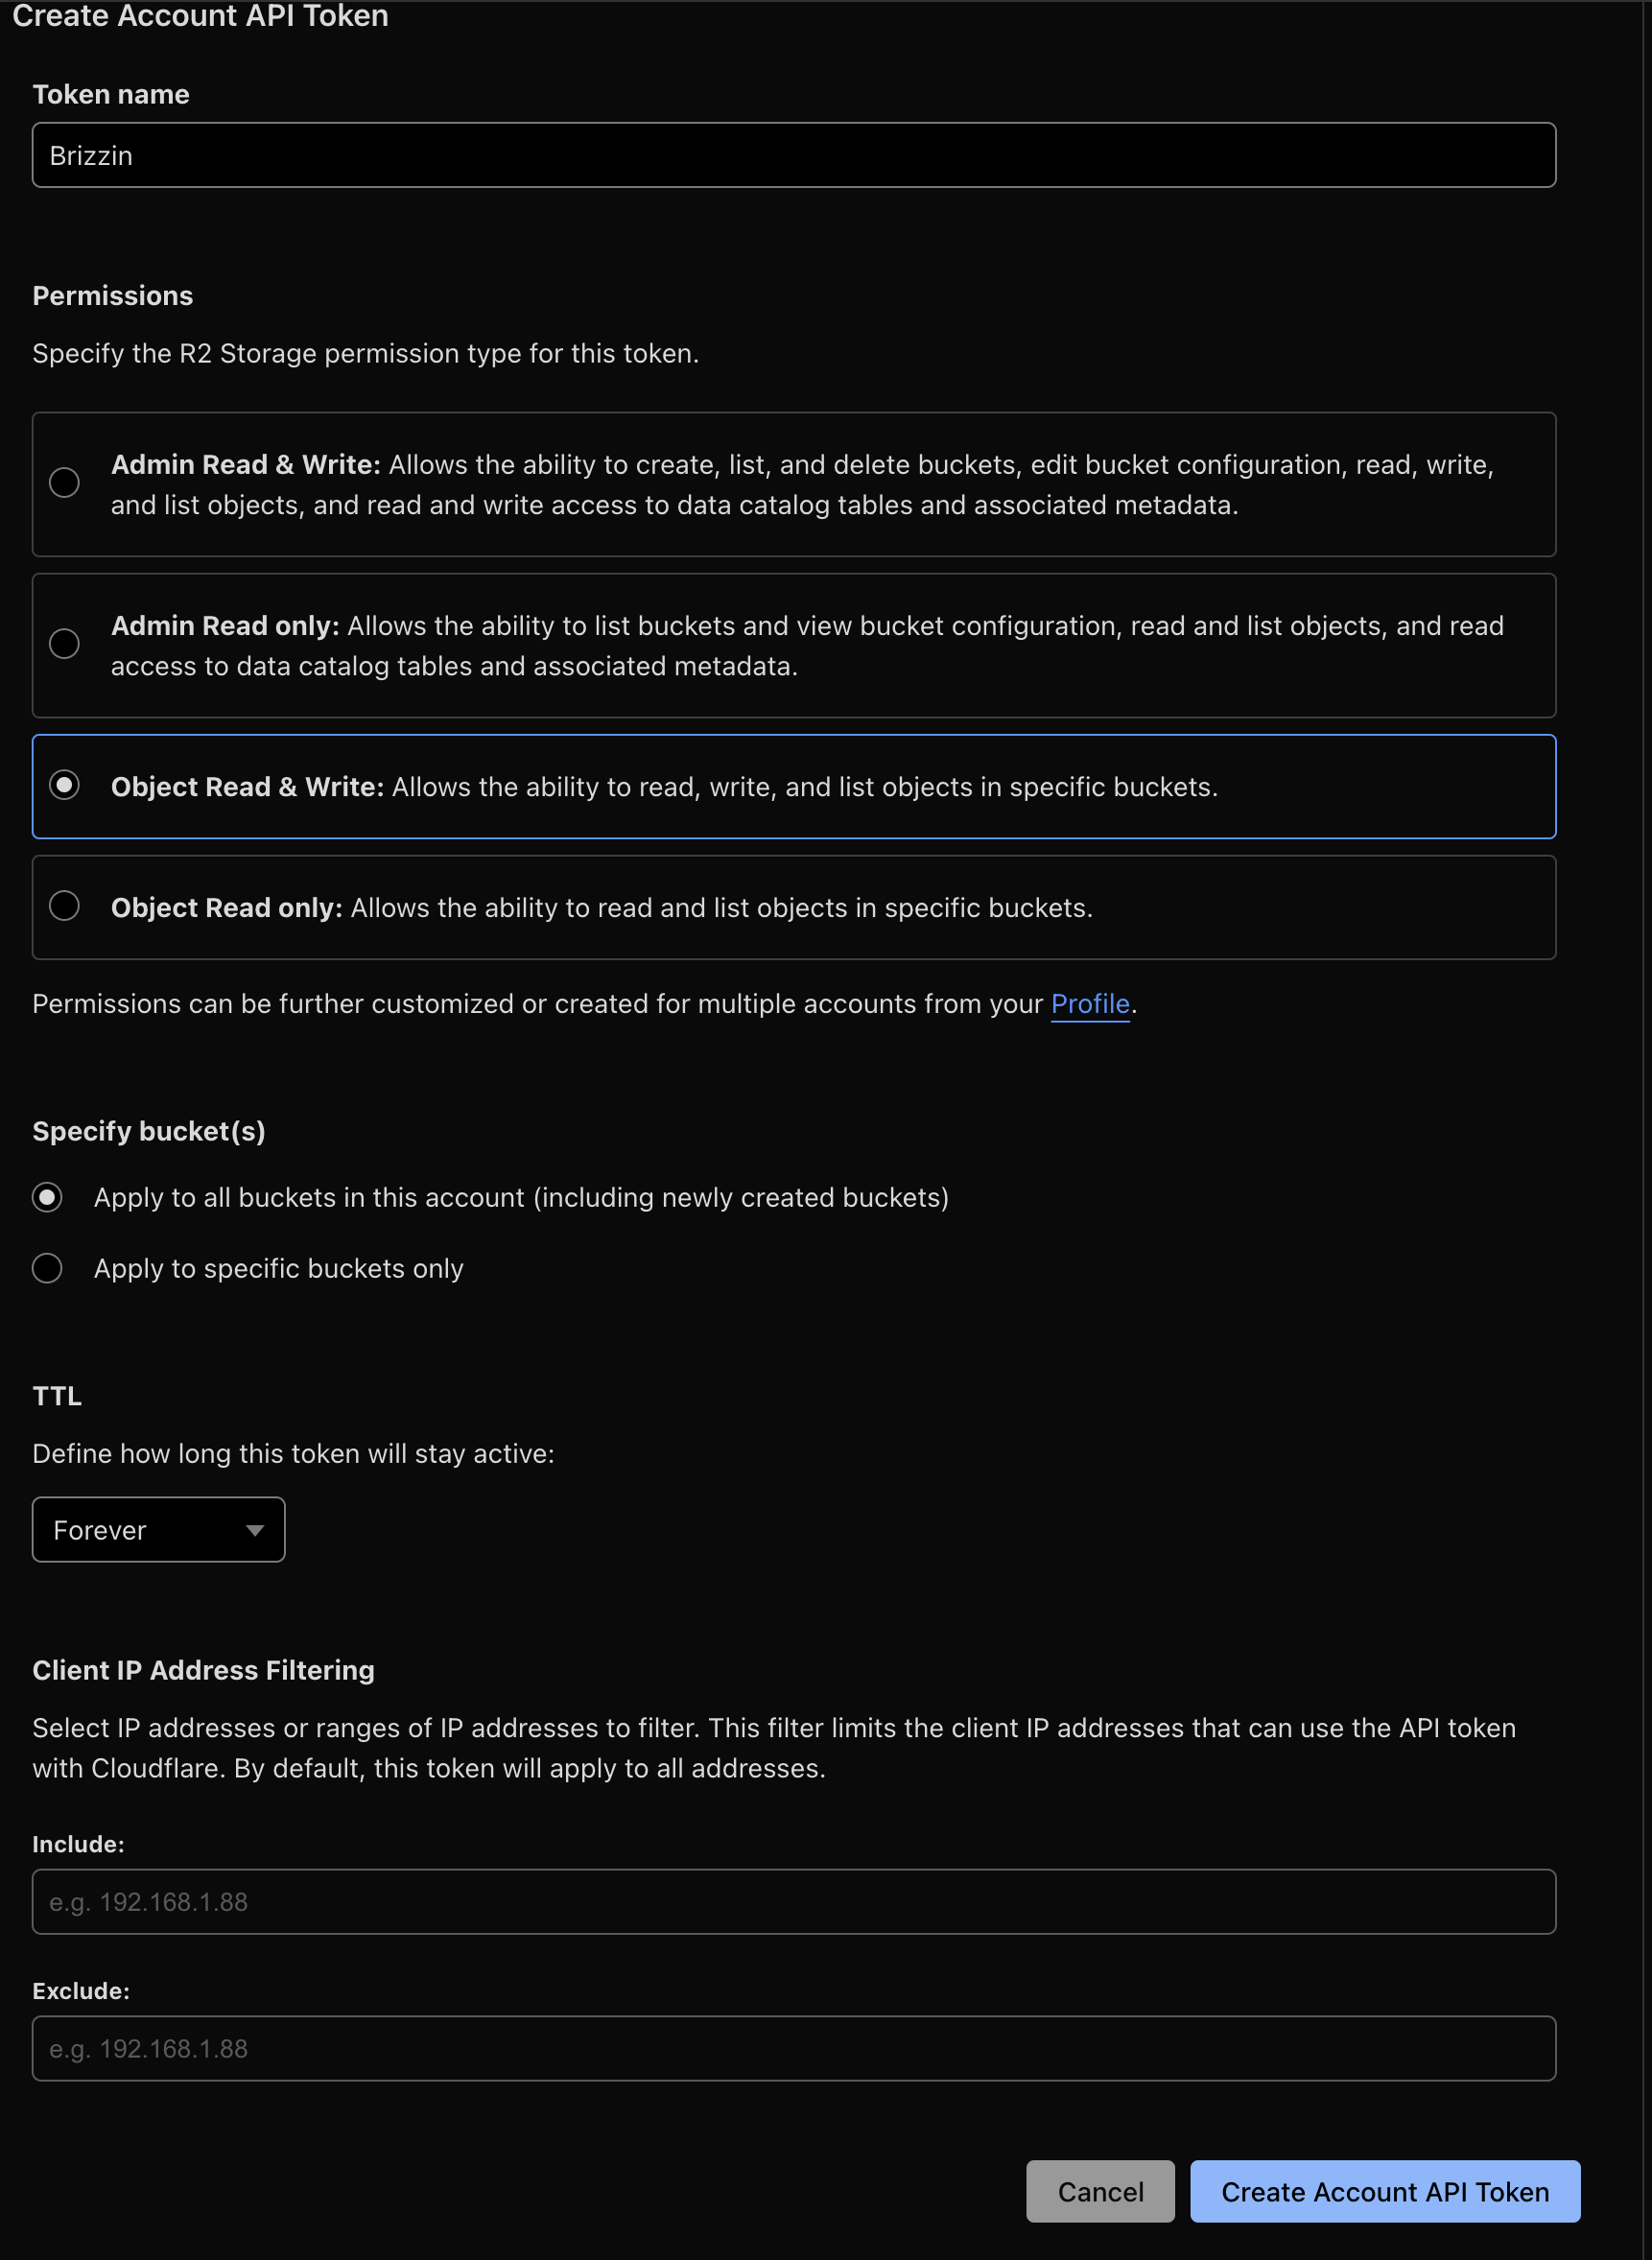 Create Account API Token
Token name
Brizzin
Permissions
Specify the R2 Storage permission type for this token.
Admin Read & Write: Allows the ability to create, list, and delete buckets, edit bucket configuration, read, write,
and list objects, and read and write access to data catalog tables and associated metadata.
Admin Read only: Allows the ability to list buckets and view bucket configuration, read and list objects, and read
access to data catalog tables and associated metadata.
Object Read & Write: Allows the ability to read, write, and list objects in specific buckets.
Object Read only: Allows the ability to read and list objects in specific buckets.
Permissions can be further customized or created for multiple accounts from your Profile.
Specify bucket(s)
Apply to all buckets in this account (including newly created buckets)
Apply to specific buckets only
TTL
Define how long this token will stay active:
Forever
Client IP Address Filtering
Select IP addresses or ranges of IP addresses to filter. This filter limits the client IP addresses that can use the API token
with Cloudflare. By default, this token will apply to all addresses.
Include:
e.g. 192.168.1.88
Exclude:
e.g. 192.168.1.88
Cancel
Create Account API Token